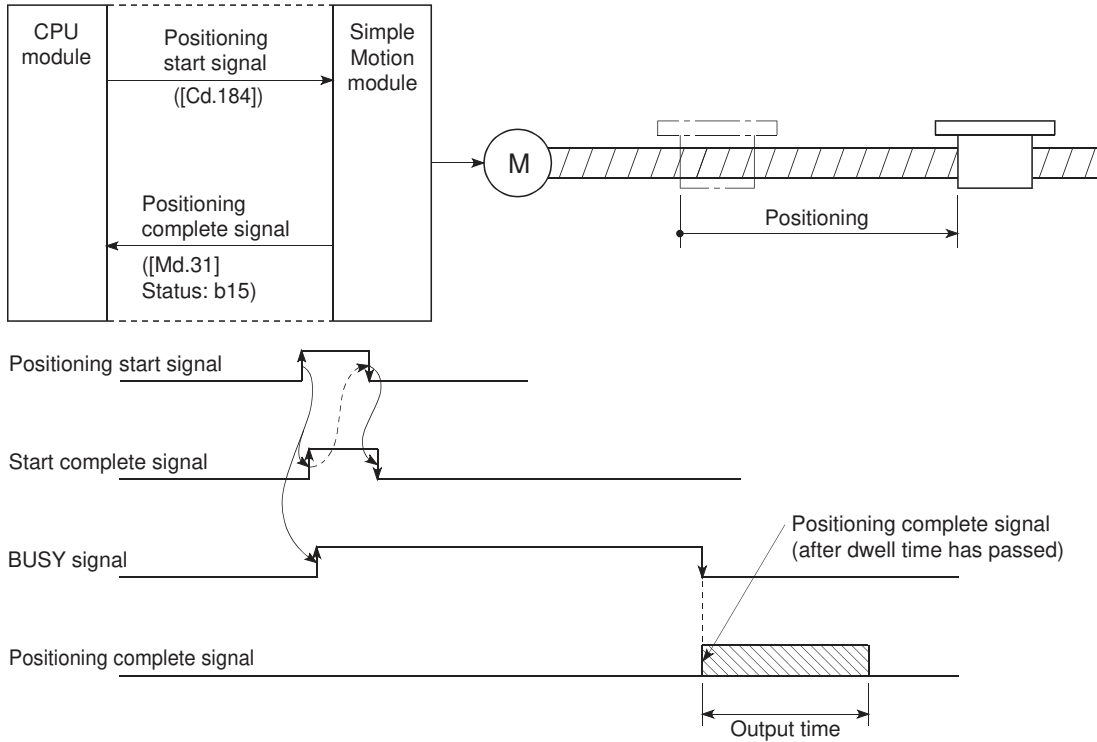 CPU
module
Positioning
start signal
([Cd.184])
Simple
Motion
module
Positioning
complete signal
([Md.31]
Status: b15)
M
Positioning
Positioning start signal
Start complete signal
BUSY signal
Positioning complete signal
(after dwell time has passed)
Positioning complete signal
Output time